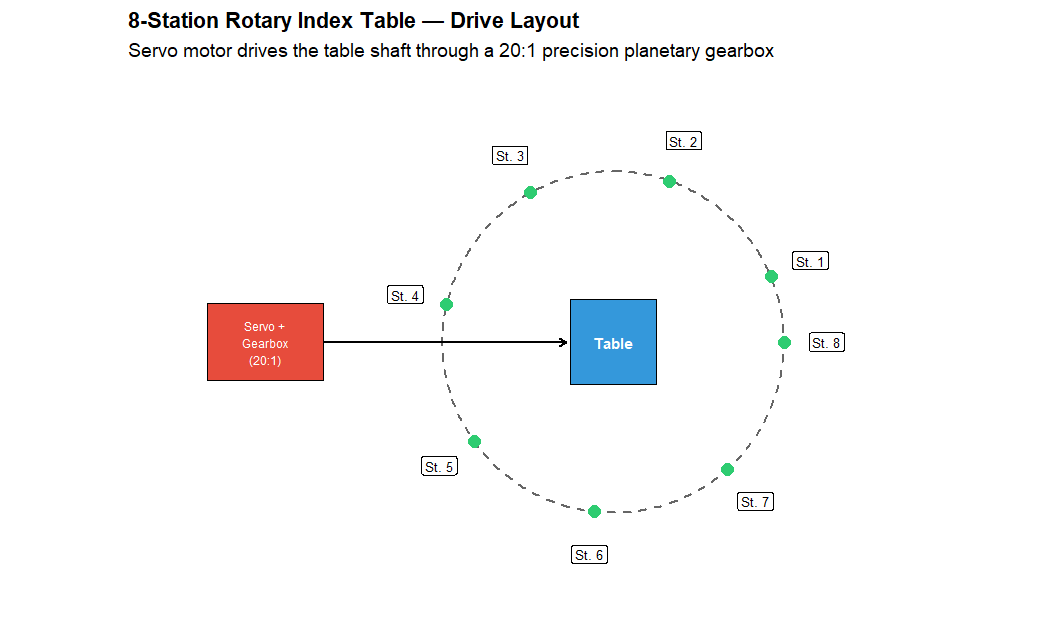 8-Station Rotary Index Table — Drive Layout
Servo motor drives the table shaft through a 20:1 precision planetary gearbox
St. 2
St. 3
St. 1
St. 4
Servo +
Gearbox
(20:1)
Table
St. 8
St. 5
St. 7
St. 6